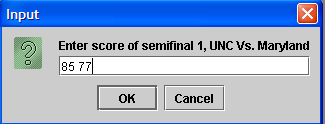 Input
Enter score of semifinal 1, UNC Vs. Maryland
85 77
OK Cancel